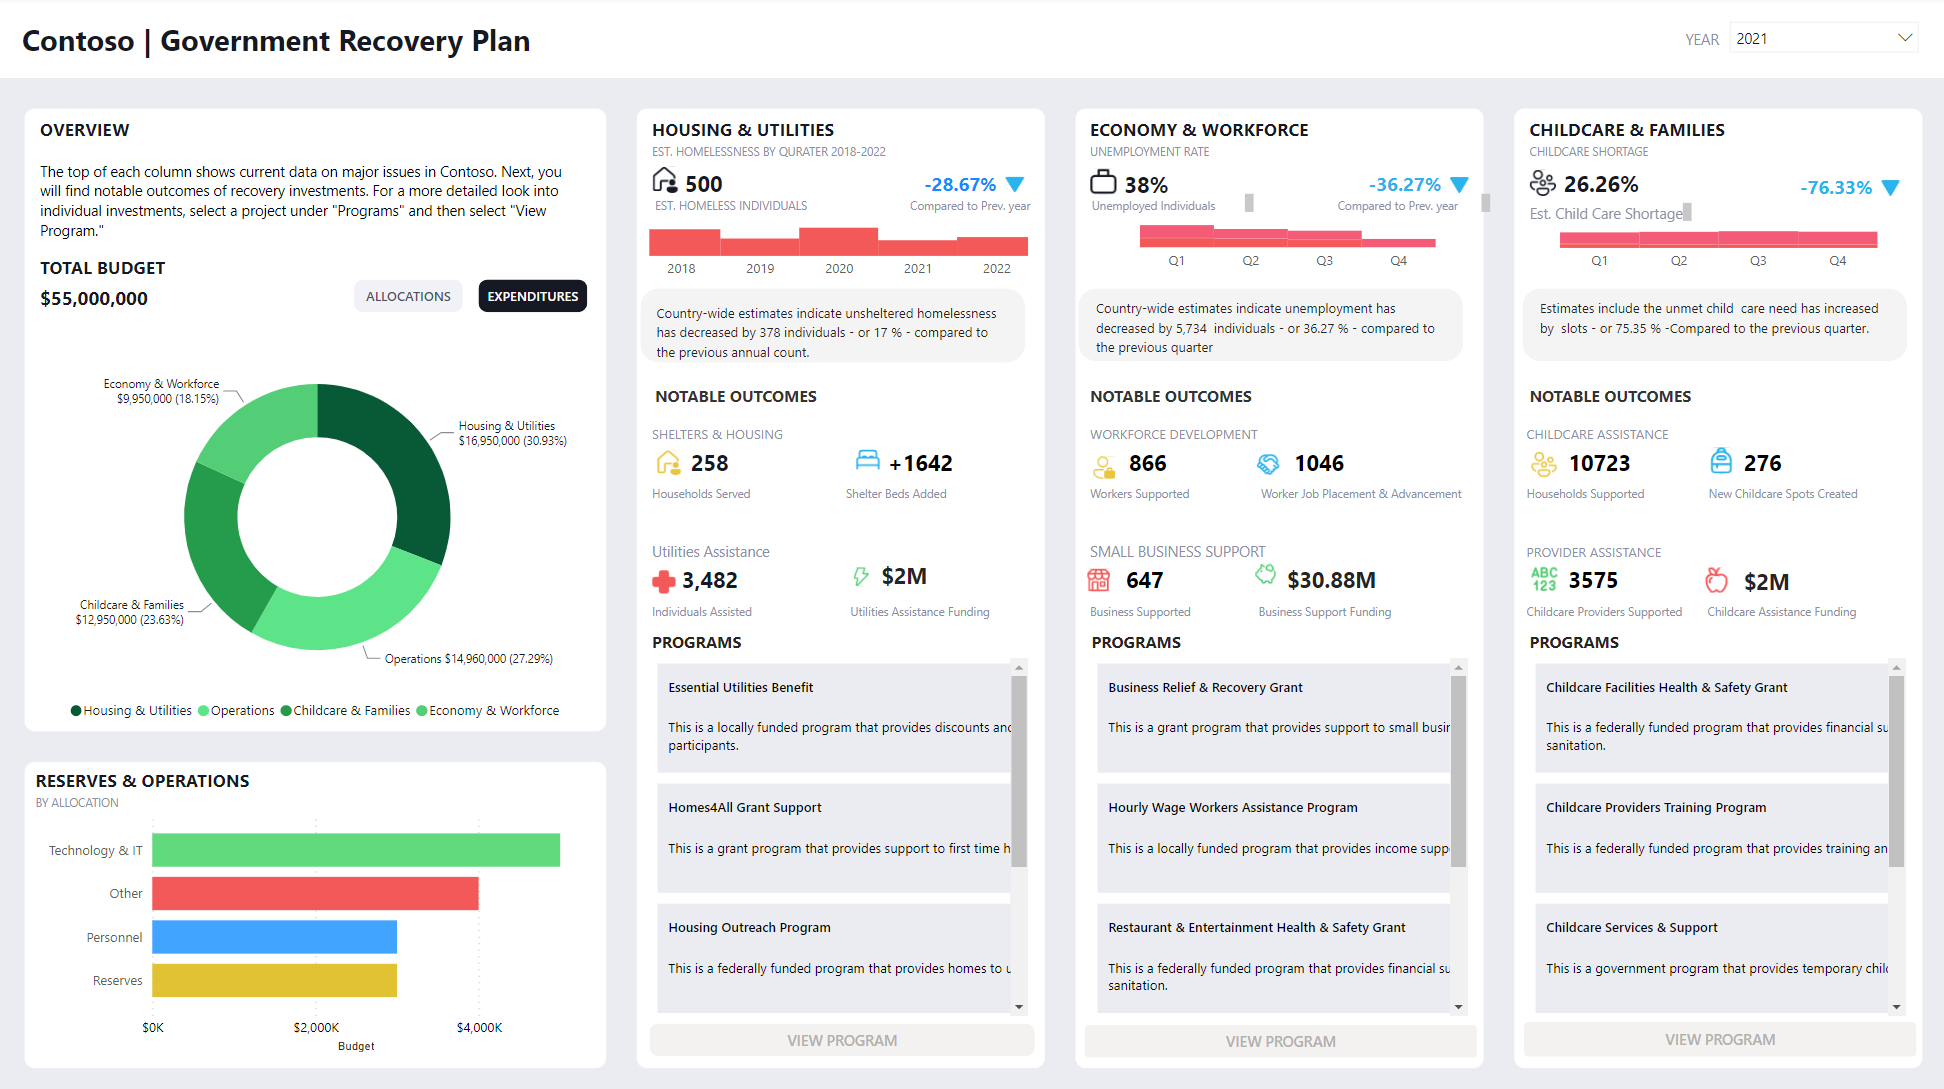 Contoso | Government Recovery Plan
YEAR
2021
OVERVIEW
The top of each column shows current data on major issues in Contoso. Next, you
will find notable outcomes of recovery investments. For a more detailed look into
individual investments, select a project under "Programs" and then select "View
Program."
TOTAL BUDGET
$55,000,000
ALLOCATIONS
EXPENDITURES
Economy & Workforce
$9,950,000 (18.15%)
Housing & Utilities
$16,950,000 (30.93%)
Childcare & Families
$12,950,000 (23.63%)
Operations $14,960,000 (27.29%)
Housing & Utilities
Operations
Childcare & Families
Economy & Workforce
RESERVES & OPERATIONS
BY ALLOCATION
Technology & IT
Other
Personnel
Reserves
$0K
$2,000K
$4,000K
Budget
HOUSING & UTILITIES
EST. HOMELESSNESS BY QURATER 2018-2022
500
-28.67%
EST. HOMELESS INDIVIDUALS
Compared to Prev. year
2018
2019
2020
2021
2022
Country-wide estimates indicate unsheltered homelessness
has decreased by 378 individuals - or 17 % - compared to
the previous annual count.
NOTABLE OUTCOMES
SHELTERS & HOUSING
258
+1642
Households Served
Shelter Beds Added
Utilities Assistance
3,482
$2M
Individuals Assisted
Utilities Assistance Funding
PROGRAMS
Essential Utilities Benefit
This is a locally funded program that provides discounts and
participants.
Homes4All Grant Support
This is a grant program that provides support to first time h
Housing Outreach Program
This is a federally funded program that provides homes to u
VIEW PROGRAM
ECONOMY & WORKFORCE
UNEMPLOYMENT RATE
38%
-36.27%
Unemployed Individuals
Compared to Prev. year
Q1
Q2
Q3
Q4
Country-wide estimates indicate unemployment has
decreased by 5,734 individuals - or 36.27 % - compared to
the previous quarter
NOTABLE OUTCOMES
WORKFORCE DEVELOPMENT
866
1046
Workers Supported
Worker Job Placement & Advancement
SMALL BUSINESS SUPPORT
647
$30.88M
Business Supported
Business Support Funding
PROGRAMS
Business Relief & Recovery Grant
This is a grant program that provides support to small busir
Hourly Wage Workers Assistance Program
This is a locally funded program that provides income supp
Restaurant & Entertainment Health & Safety Grant
This is a federally funded program that provides financial su
sanitation.
VIEW PROGRAM
CHILDCARE & FAMILIES
CHILDCARE SHORTAGE
26.26%
-76.33%
Est. Child Care Shortage
Q1
Q2
Q3
Q4
Estimates include the unmet child care need has increased
by slots - or 75.35 % -Compared to the previous quarter.
NOTABLE OUTCOMES
CHILDCARE ASSISTANCE
10723
276
Households Supported
New Childcare Spots Created
PROVIDER ASSISTANCE
ABC
123
3575
$2M
Childcare Providers Supported
Childcare Assistance Funding
PROGRAMS
Childcare Facilities Health & Safety Grant
This is a federally funded program that provides financial su
sanitation.
Childcare Providers Training Program
This is a federally funded program that provides training an
Childcare Services & Support
This is a government program that provides temporary chil
VIEW PROGRAM